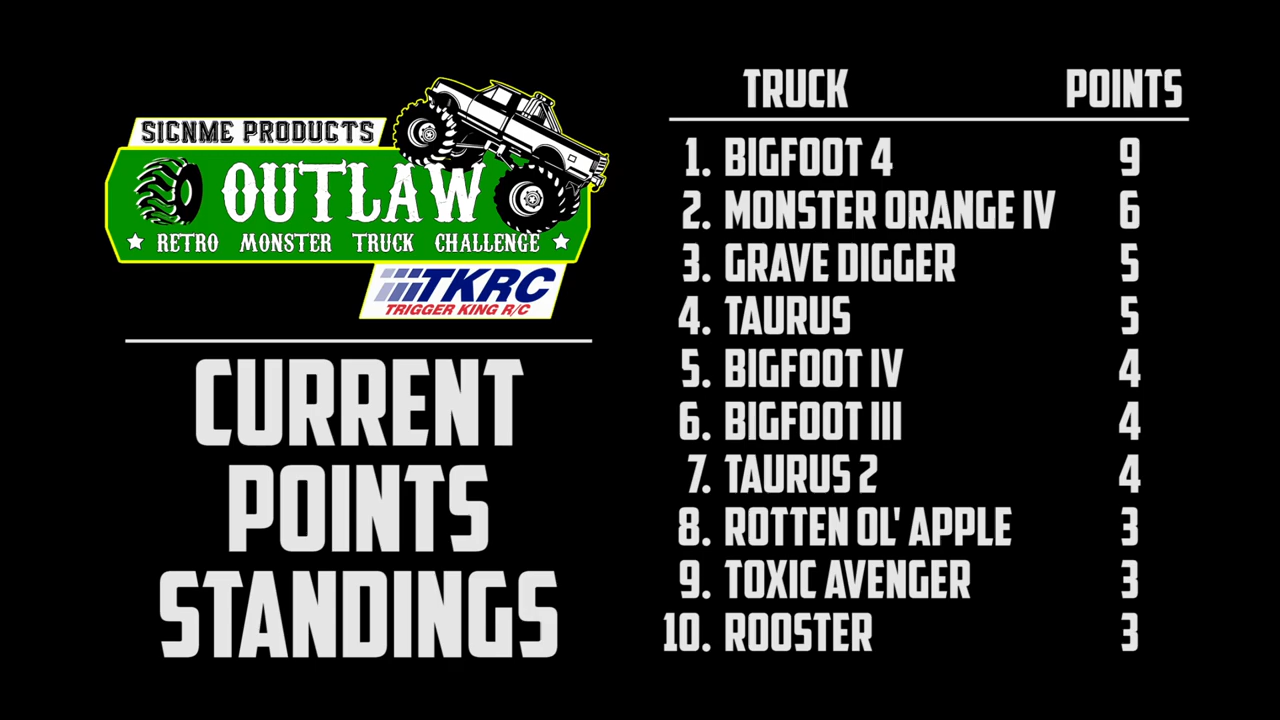 SICNME PRODUCTS
OUTLAW
RETRO MONSTER TRUCK CHALLENGE
TKRC
TRIGGER KING R/C
CURRENT
POINTS
STANDINGS
TRUCK POINTS
1. BIGFOOT 4 9
2. MONSTER ORANGE IV 6
3. GRAVE DIGGER 5
4. TAURUS 5
5. BIGFOOT IV 4
6. BIGFOOT III 4
7. TAURUS 2 4
8. ROTTEN OL' APPLE 3
9. TOXIC AVENGER 3
10. ROOSTER 3